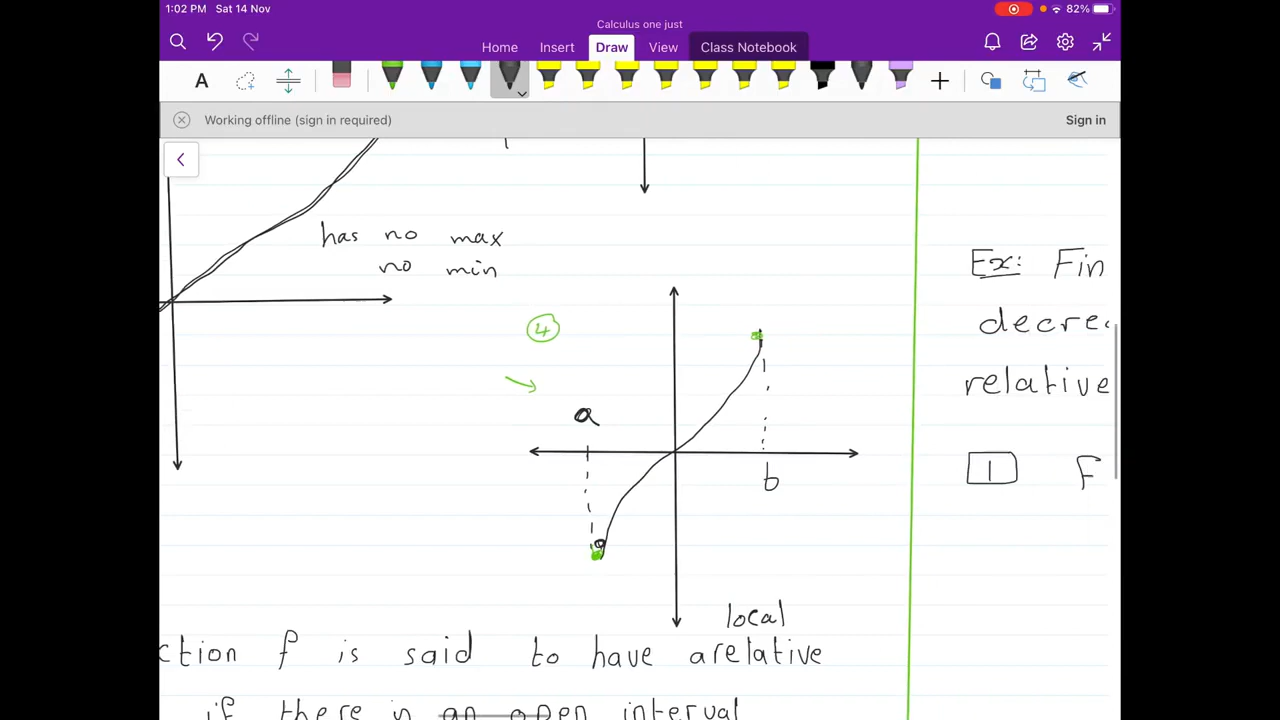 1:02 PM Sat 14 Nov
82%
Calculus one just
Home Insert Draw View Class Notebook
A
Working offline (sign in required) Sign in
has no max
no min
4
a
b
Ex: Fin
decre
relative
1 f
local
ction f is said to have arelative
if there is an open interval